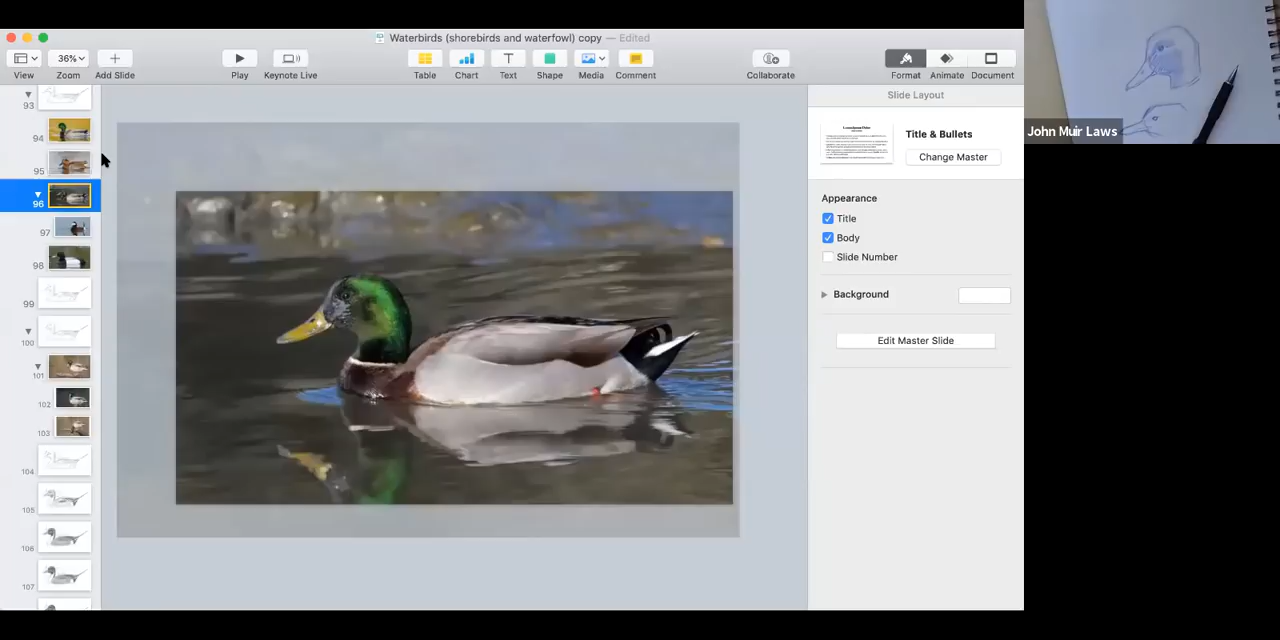 Waterbirds (shorebirds and waterfowl) copy — Edited
36%
View
Zoom
Add Slide
Play
Keynote Live
Table
Chart
Text
Shape
Media
Comment
Collaborate
Format
Animate
Document
93
94
95
96
97
98
99
100
101
102
103
104
105
106
107
Slide Layout
Title & Bullets
Change Master
Appearance
Title
Body
Slide Number
Background
Edit Master Slide
John Muir Laws